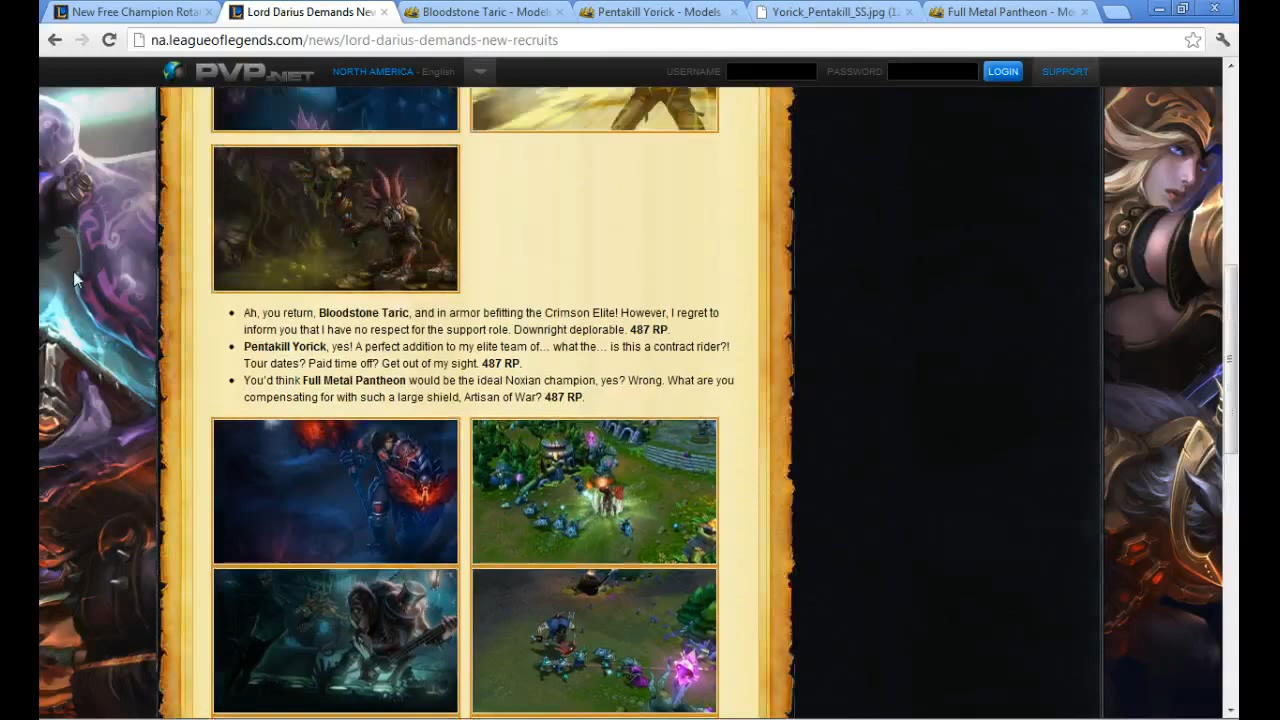 New Free Champion Rota
Lord Darius Demands Nev
Bloodstone Taric - Models
Pentakill Yorick - Models
Yorick_Pentakill_SS.jpg (1
Full Metal Pantheon - Mo
na.leagueoflegends.com/news/lord-darius-demands-new-recruits
PVP.NET NORTH AMERICA - English USERNAME PASSWORD LOGIN SUPPORT
Ah, you return, Bloodstone Taric, and in armor befitting the Crimson Elite! However, I regret to
inform you that I have no respect for the support role. Downright deplorable. 487 RP.
Pentakill Yorick, yes! A perfect addition to my elite team of… what the… is this a contract rider?!
Tour dates? Paid time off? Get out of my sight. 487 RP.
You'd think Full Metal Pantheon would be the ideal Noxian champion, yes? Wrong. What are you
compensating for with such a large shield, Artisan of War? 487 RP.